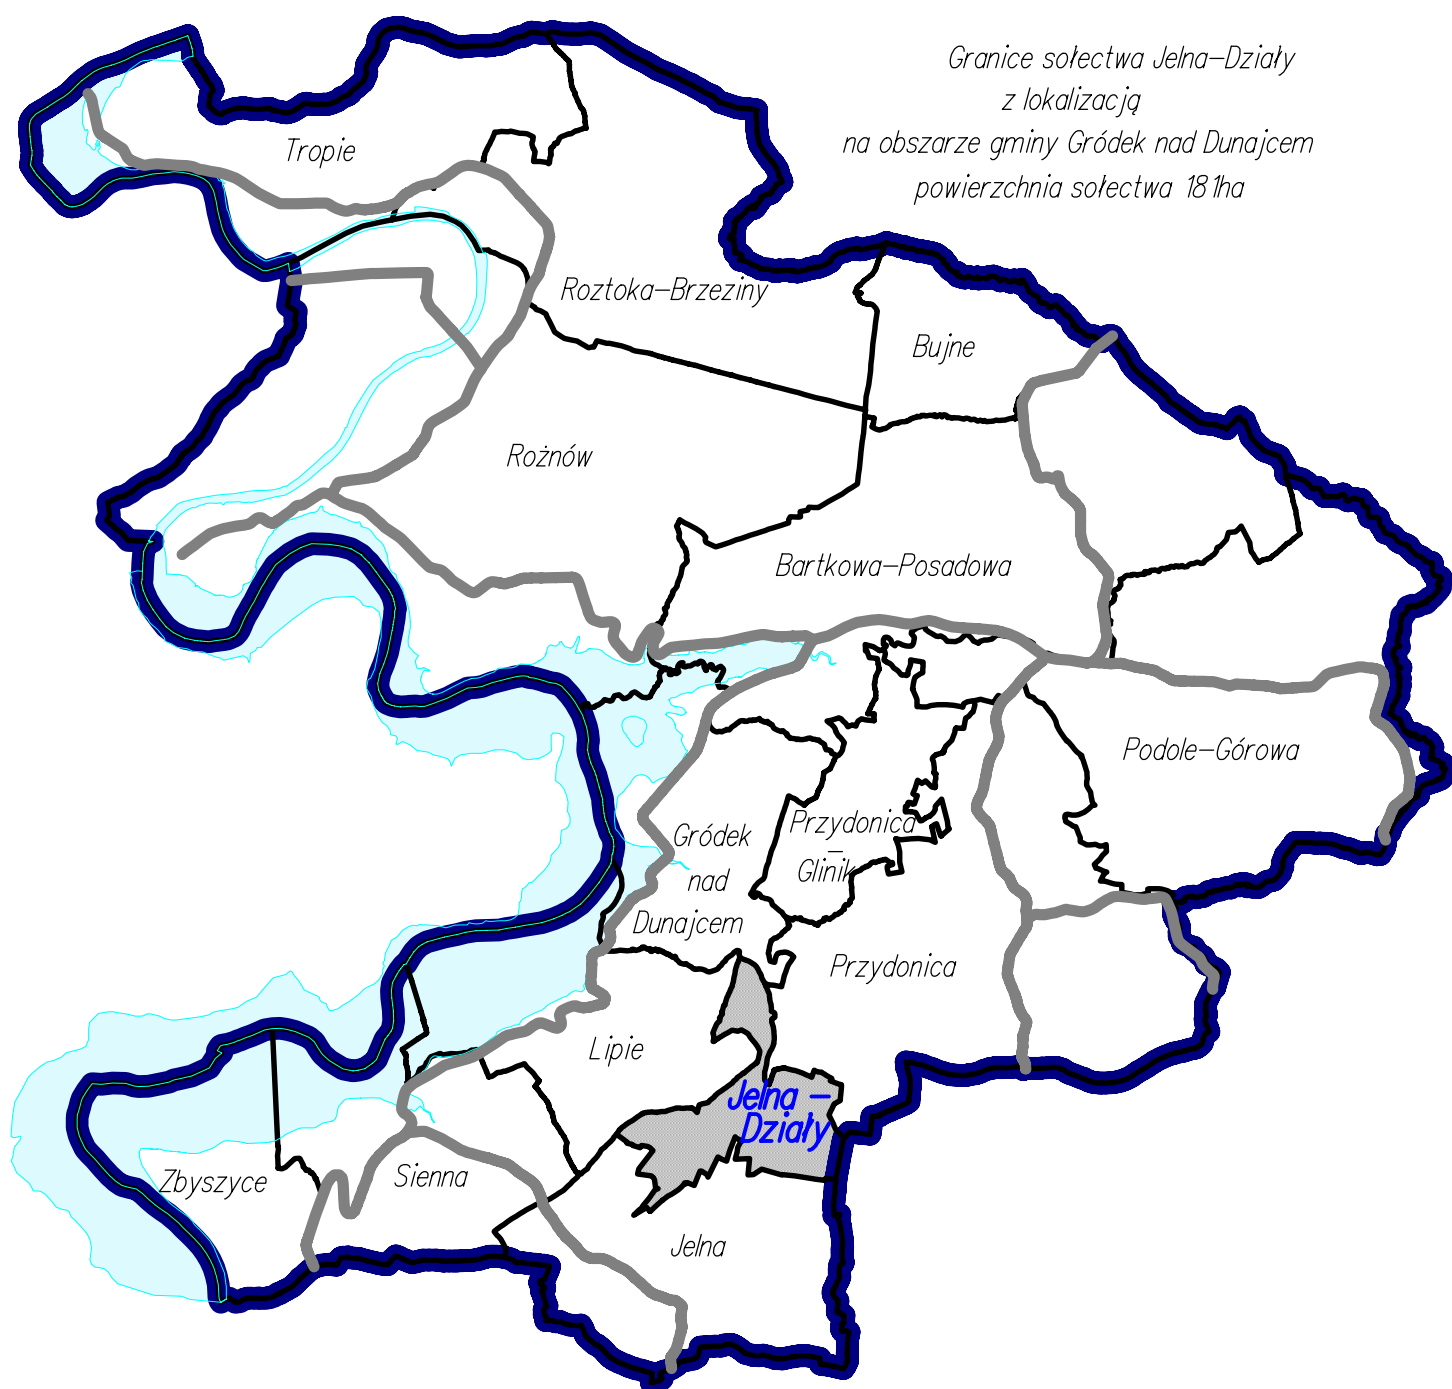 Granice sołectwa Jelna-Działy
z lokalizacją
na obszarze gminy Gródek nad Dunajcem
powierzchnia sołectwa 181ha
Tropie
Roztoka-Brzeziny
Bujne
Rożnów
Bartkowa-Posadowa
Podole-Górowa
Przydonica
-
Glinik
Gródek
nad
Dunajcem
Przydonica
Lipie
Jelna -
Działy
Zbyszyce
Sienna
Jelna